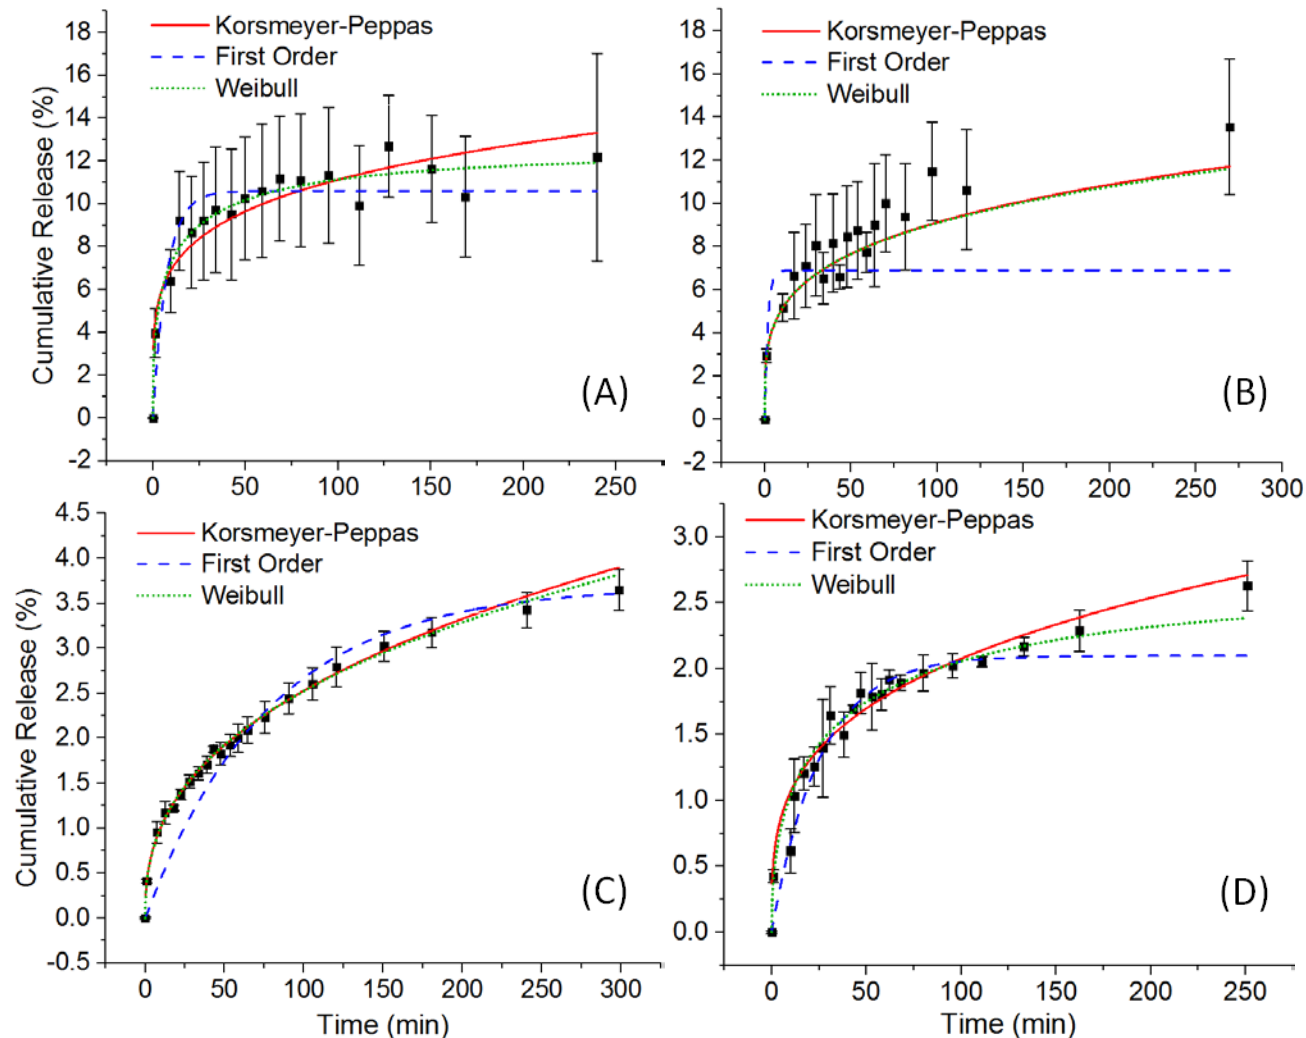 Korsmeyer-Peppas
First Order
Weibull
Cumulative Release (%)
18
16
14
12
10
8
6
4
2
0
-2
0 50 100 150 200 250
(A)
Korsmeyer-Peppas
First Order
Weibull
18
16
14
12
10
8
6
4
2
0
-2
0 50 100 150 200 250 300
(B)
Korsmeyer-Peppas
First Order
Weibull
Cumulative Release (%)
4.5
4.0
3.5
3.0
2.5
2.0
1.5
1.0
0.5
0.0
-0.5
0 50 100 150 200 250 300
Time (min)
(C)
Korsmeyer-Peppas
First Order
Weibull
3.0
2.5
2.0
1.5
1.0
0.5
0.0
0 50 100 150 200 250
Time (min)
(D)